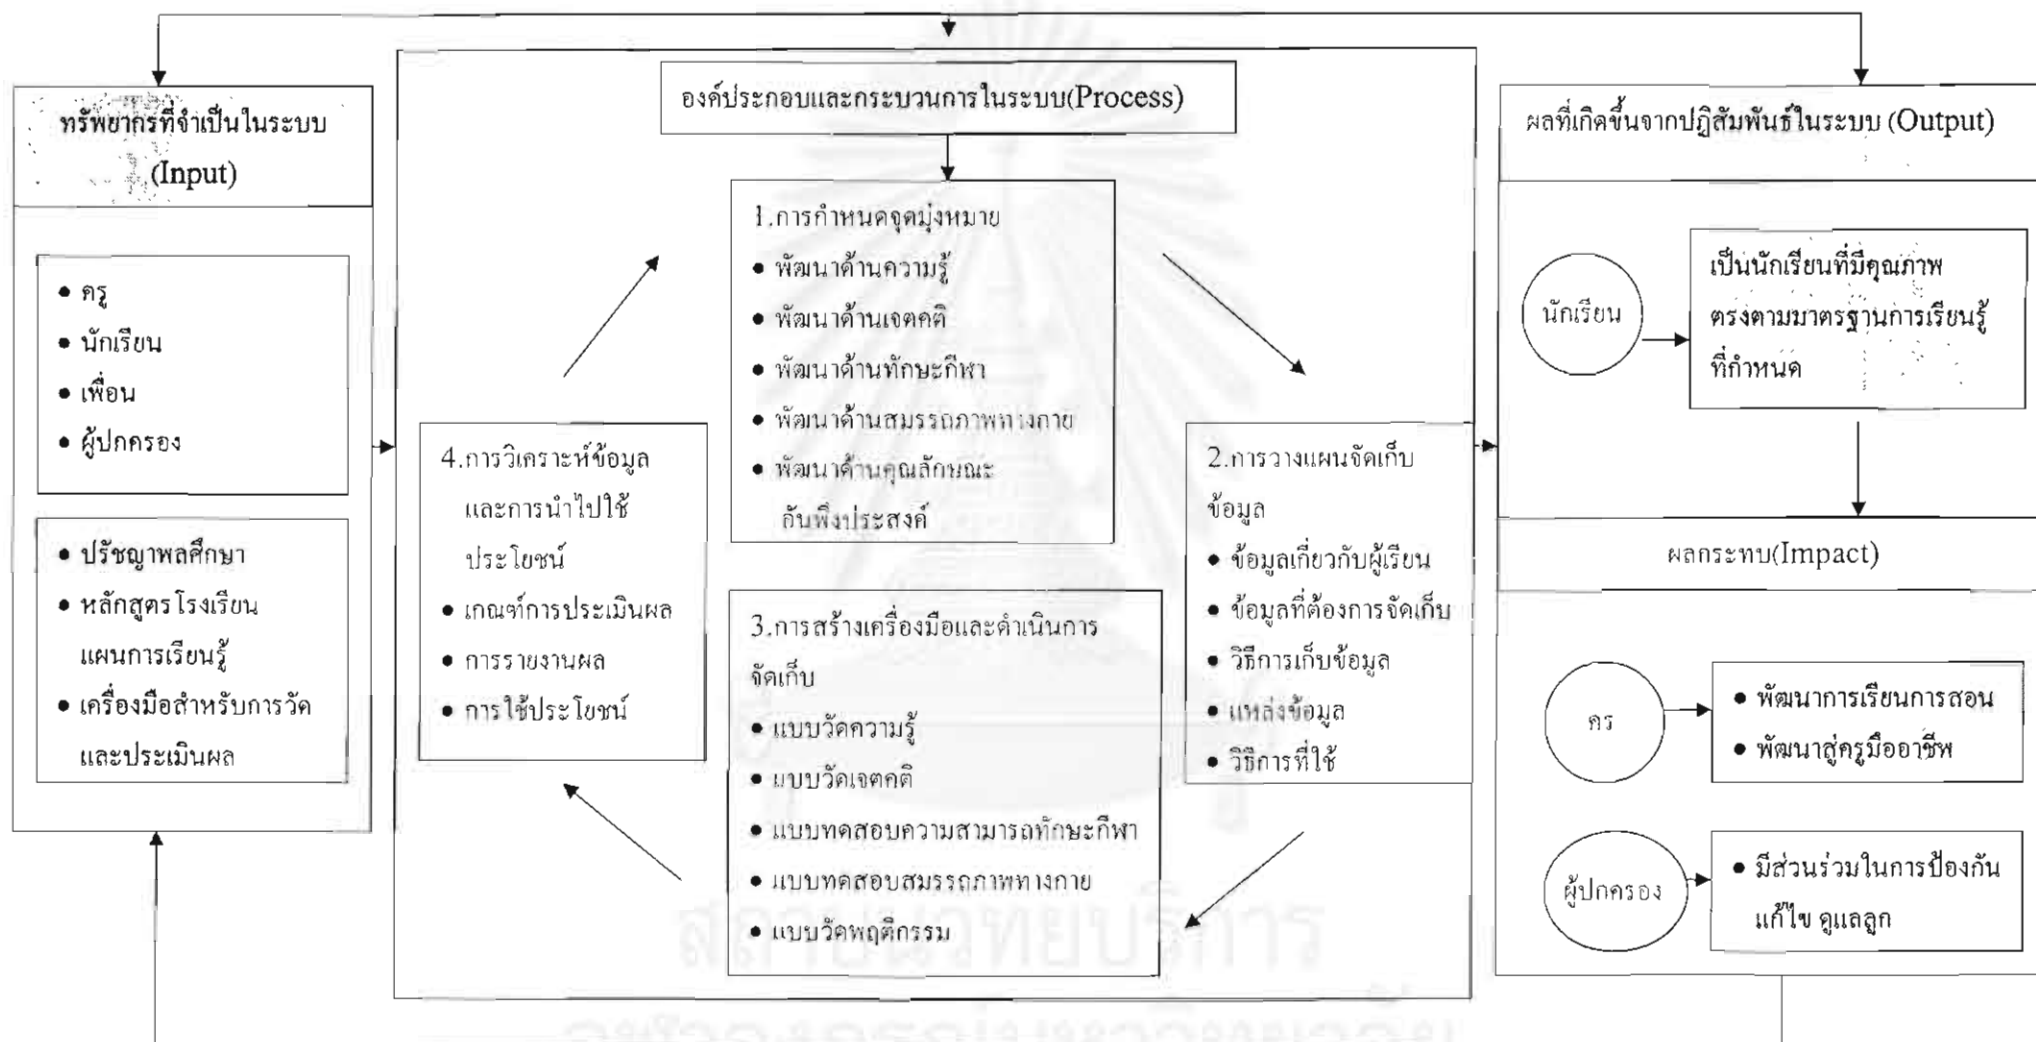 ทรัพยากรที่จำเป็นในระบบ
(Input)
● ครู
● นักเรียน
● เพื่อน
● ผู้ปกครอง
● ปรัชญาพลศึกษา
● หลักสูตรโรงเรียน
แผนการเรียนรู้
● เครื่องมือสำหรับการวัด
และประเมินผล
องค์ประกอบและกระบวนการในระบบ(Process)
1.การกำหนดจุดมุ่งหมาย
● พัฒนาด้านความรู้
● พัฒนาด้านเจตคติ
● พัฒนาด้านทักษะกีฬา
● พัฒนาด้านสมรรถภาพทางกาย
● พัฒนาด้านคุณลักษณะ
อันพึงประสงค์
2.การวางแผนจัดเก็บ
ข้อมูล
● ข้อมูลเกี่ยวกับผู้เรียน
● ข้อมูลที่ต้องการจัดเก็บ
● วิธีการเก็บข้อมูล
● แหล่งข้อมูล
● วิธีการที่ใช้
3.การสร้างเครื่องมือและดำเนินการ
จัดเก็บ
● แบบวัดความรู้
● แบบวัดเจตคติ
● แบบทดสอบความสามารถทักษะกีฬา
● แบบทดสอบสมรรถภาพทางกาย
● แบบวัดพฤติกรรม
4.การวิเคราะห์ข้อมูล
และการนำไปใช้
ประโยชน์
● เกณฑ์การประเมินผล
● การรายงานผล
● การใช้ประโยชน์
ผลที่เกิดขึ้นจากปฏิสัมพันธ์ในระบบ (Output)
นักเรียน
เป็นนักเรียนที่มีคุณภาพ
ตรงตามมาตรฐานการเรียนรู้
ที่กำหนด
ผลกระทบ(Impact)
คร
● พัฒนาการเรียนการสอน
● พัฒนาสู่ครูมืออาชีพ
ผู้ปกครอง
● มีส่วนร่วมในการป้องกัน
แก้ไข ดูแลลูก
สถาบันวิทยบริการ
จุฬาลงกรณ์มหาวิทยาลัย